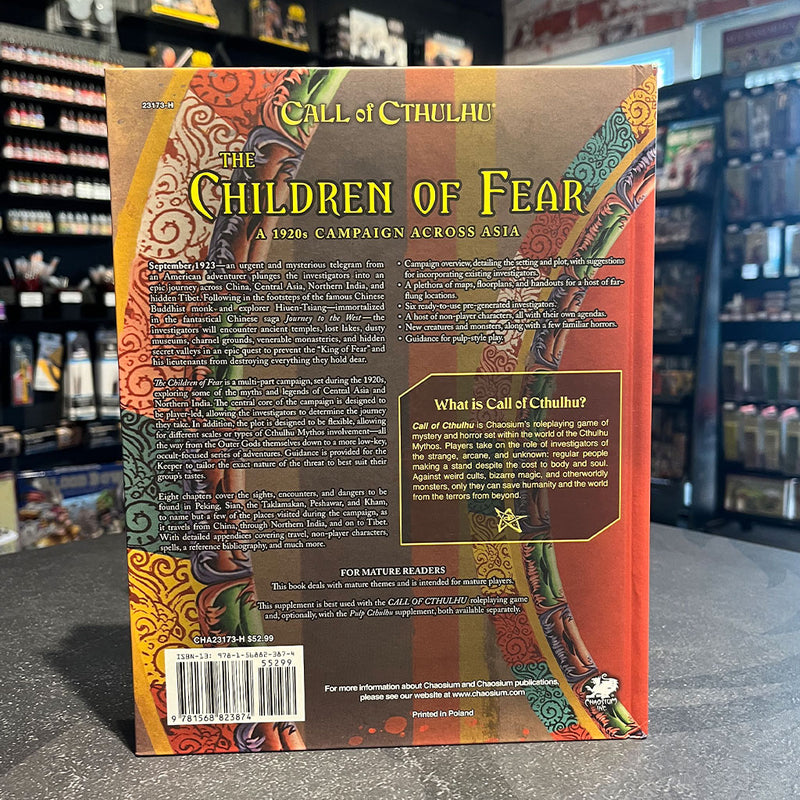 23173-H
CALL of CTHULHU
THE
CHILDREN OF FEAR
A 1920s CAMPAIGN ACROSS ASIA
September 1923—an urgent and mysterious telegram from
an American adventurer plunges the investigators into an
epic journey across China, Central Asia, Northern India, and
hidden Tibet. Following in the footsteps of the famous Chinese
Buddhist monk and explorer Hiuen-Tsiang—immortalized
in the fantastical Chinese saga Journey to the West—the
investigators will encounter ancient temples, lost lakes, dusty
museums, charnel grounds, venerable monasteries, and hidden
secret valleys in an epic quest to prevent the “King of Fear” and
his lieutenants from destroying everything they hold dear.
The Children of Fear is a multi-part campaign, set during the 1920s,
exploring some of the myths and legends of Central Asia and
Northern India. The central core of the campaign is designed to
be player-led, allowing the investigators to determine the journey
they take. In addition, the plot is designed to be flexible, allowing
for different scales or types of Cthulhu Mythos involvement—all
the way from the Outer Gods themselves down to a more low-key,
occult-focused series of adventures. Guidance is provided for the
Keeper to tailor the exact nature of the threat to best suit their
group's tastes.
Eight chapters cover the sights, encounters, and dangers to be
found in Peking, Sian, the Taklamakan, Peshawar, and Kham,
to name but a few of the places visited during the campaign, as
it travels from China, through Northern India, and on to Tibet.
With detailed appendices covering travel, non-player characters,
spells, a reference bibliography, and much more.
• Campaign overview, detailing the setting and plot, with suggestions
for incorporating existing investigators.
• A plethora of maps, floorplans, and handouts for a host of far-
flung locations.
• Six ready-to-use pre-generated investigators.
• A host of non-player characters, all with their own agendas.
• New creatures and monsters, along with a few familiar horrors.
• Guidance for pulp-style play.
What is Call of Cthulhu?
Call of Cthulhu is Chaosium's roleplaying game of
mystery and horror set within the world of the Cthulhu
Mythos. Players take on the role of investigators of
the strange, arcane, and unknown: regular people
making a stand despite the cost to body and soul.
Against weird cults, bizarre magic, and otherworldly
monsters, only they can save humanity and the world
from the terrors from beyond.
FOR MATURE READERS
This book deals with mature themes and is intended for mature players.
This supplement is best used with the CALL OF CTHULHU roleplaying game
and, optionally, with the Pulp Cthulhu supplement, both available separately.
CHA23173-H $52.99
ISBN-13: 978-1-56882-387-4
55299
9 781568 823874
For more information about Chaosium and Chaosium publications,
please see our website at www.chaosium.com.
Printed in Poland
CHAOSIUM
INC.